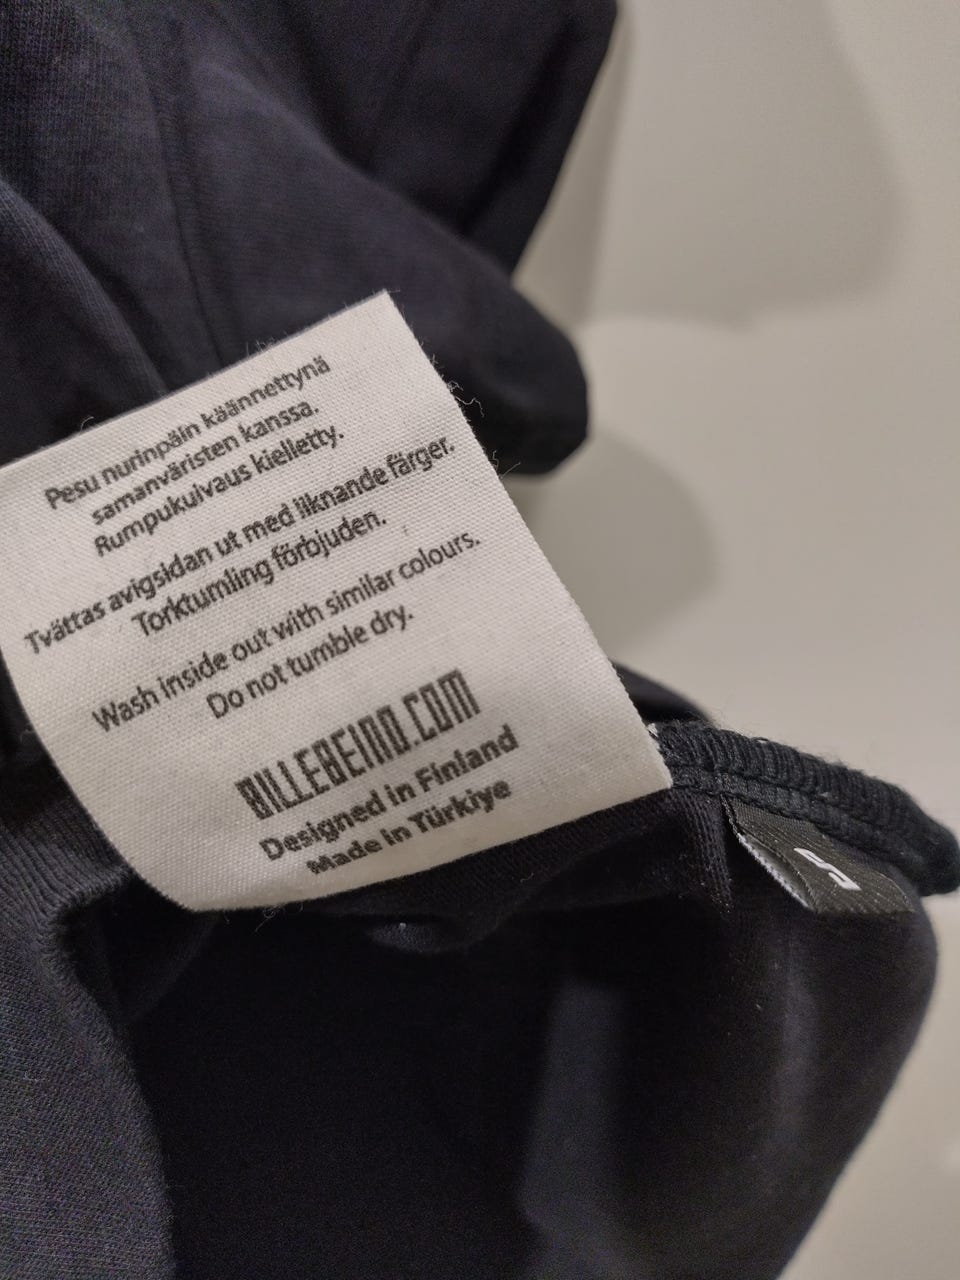 Pesu nurinpäin käännettynä
samanväristen kanssa.
Rumpukuivaus kielletty.
Tvättas avigsidan ut med liknande färger.
Torktumling förbjuden.
Wash inside out with similar colours.
Do not tumble dry.
BILLEBEINO.COM
Designed in Finland
Made in Türkiye
S